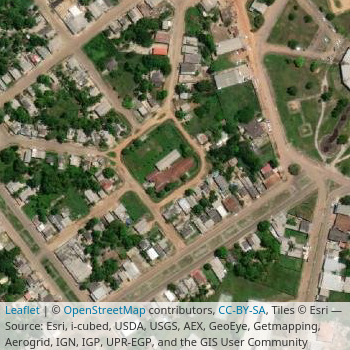 Leaflet | © OpenStreetMap contributors, CC-BY-SA, Tiles © Esri —
Source: Esri, i-cubed, USDA, USGS, AEX, GeoEye, Getmapping,
Aerogrid, IGN, IGP, UPR-EGP, and the GIS User Community